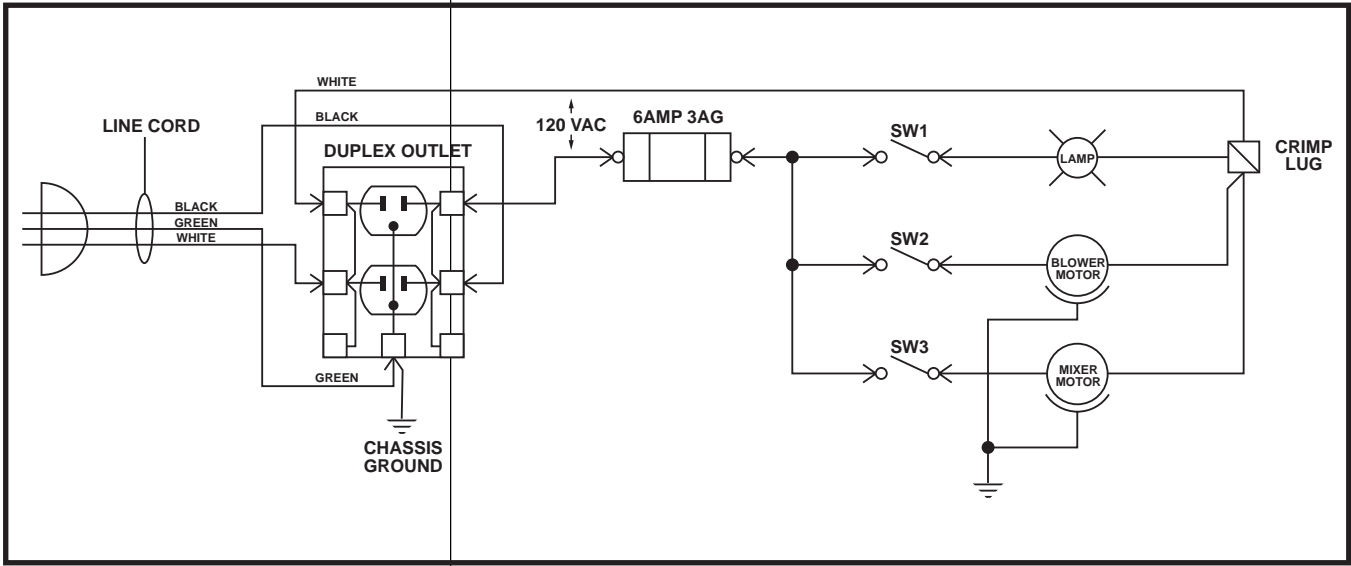 WHITE
BLACK
LINE CORD
DUPLEX OUTLET
120 VAC
6AMP 3AG
SW1
LAMP
CRIMP
LUG
BLACK
GREEN
WHITE
SW2
BLOWER
MOTOR
SW3
MIXER
MOTOR
GREEN
CHASSIS
GROUND